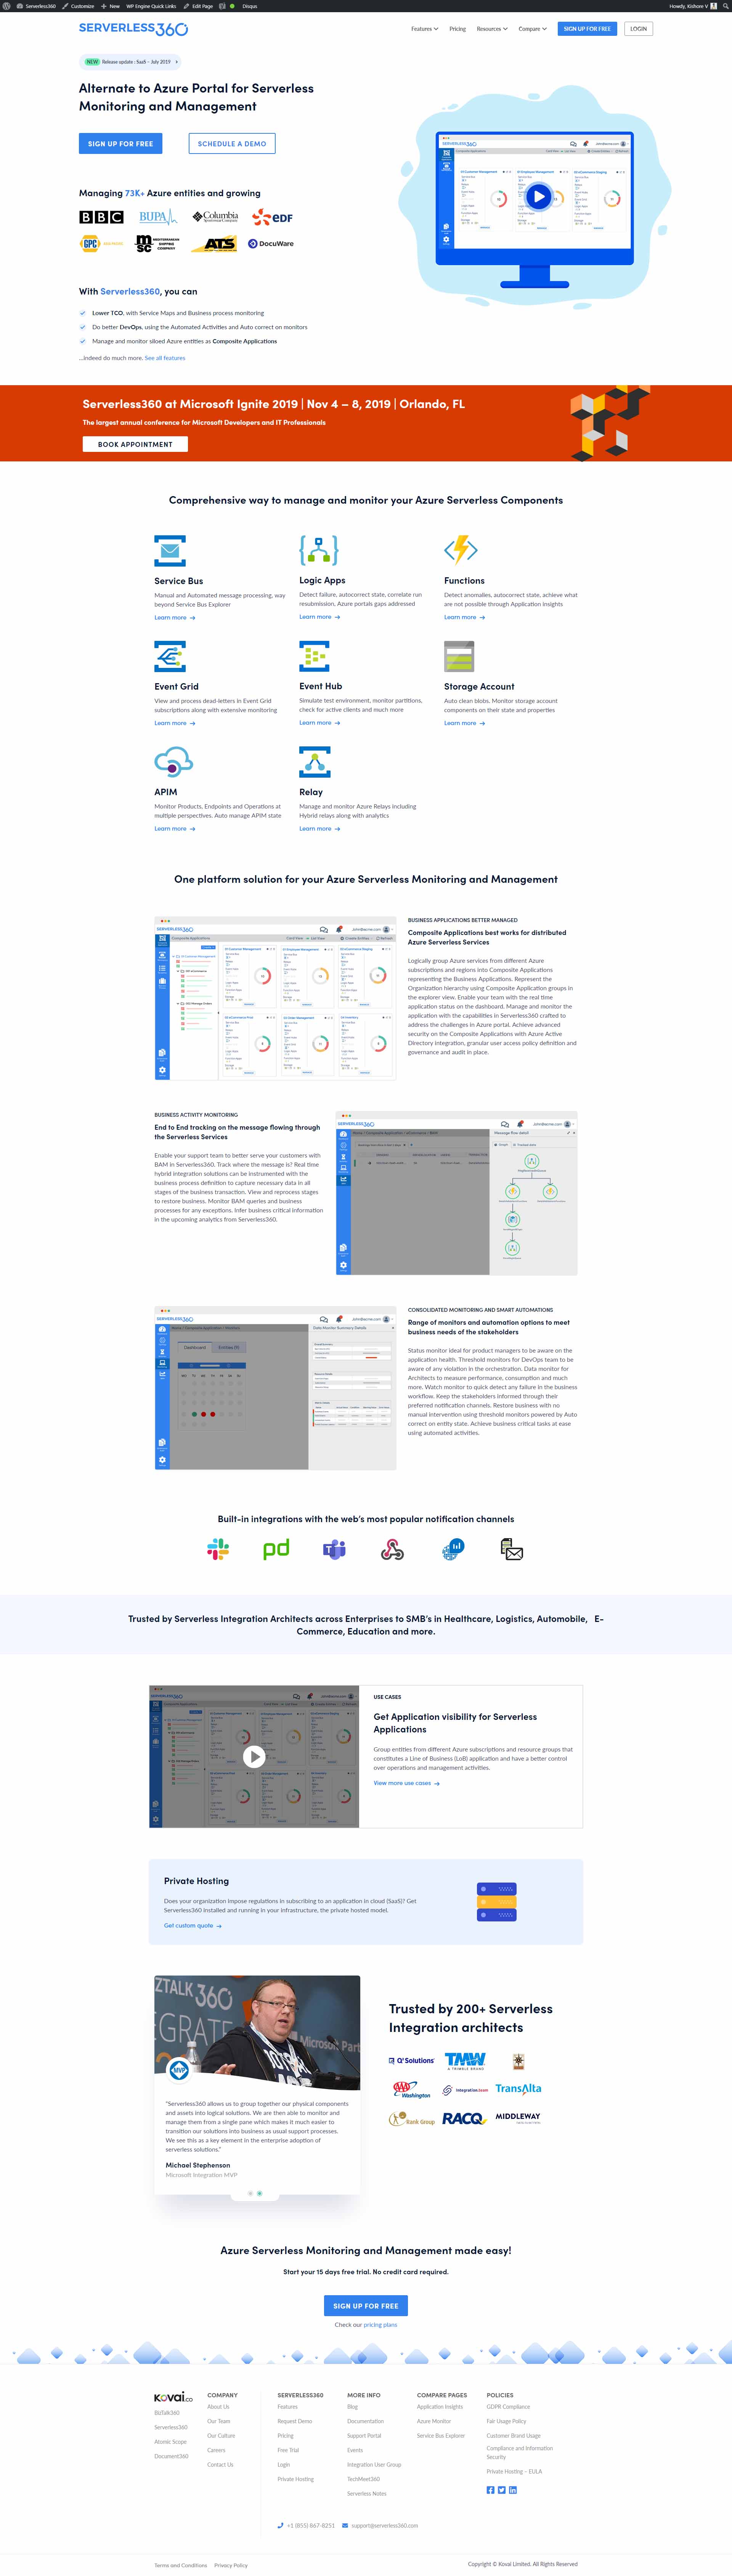 Serverless360 Customize New WP Engine Quick Links Edit Page Disqus Howdy, Kishore V
SERVERLESS360 Features Pricing Resources Compare SIGN UP FOR FREE LOGIN
NEW Release update : SaaS - July 2019
Alternate to Azure Portal for Serverless
Monitoring and Management
SIGN UP FOR FREE SCHEDULE A DEMO
Managing 73K+ Azure entities and growing
BBC BUPA Columbia EDF
GPC MSC MEDITERRANEAN SHIPPING COMPANY ATS DocuWare
With Serverless360, you can
Lower TCO, with Service Maps and Business process monitoring
Do better DevOps, using the Automated Activities and Auto correct on monitors
Manage and monitor siloed Azure entities as Composite Applications
...indeed do much more. See all features
Serverless360 at Microsoft Ignite 2019 | Nov 4 – 8, 2019 | Orlando, FL
The largest annual conference for Microsoft Developers and IT Professionals
BOOK APPOINTMENT
Comprehensive way to manage and monitor your Azure Serverless Components
Service Bus
Manual and Automated message processing, way
beyond Service Bus Explorer
Learn more
Logic Apps
Detect failure, autocorrect state, correlate run
resubmission, Azure portals gaps addressed
Learn more
Functions
Detect anomalies, autocorrect state, achieve what
are not possible through Application Insights
Learn more
Event Grid
View and process dead-letters in Event Grid
subscriptions along with extensive monitoring
Learn more
Event Hub
Simulate test environment, monitor partitions,
check for active clients and much more
Learn more
Storage Account
Auto clean blobs. Monitor storage account
components on their state and properties
Learn more
APIM
Monitor Products, Endpoints and Operations at
multiple perspectives. Auto manage APIM state
Learn more
Relay
Manage and monitor Azure Relays including
Hybrid relays along with analytics
Learn more
One platform solution for your Azure Serverless Monitoring and Management
BUSINESS APPLICATIONS BETTER MANAGED
Composite Applications best works for distributed
Azure Serverless Services
Logically group Azure services from different Azure
subscriptions and regions into Composite Applications
representing the Business Applications. Represent the
Organization hierarchy using Composite Application groups in
the explorer view. Enable your team with the real time
application status on the dashboard. Manage and monitor the
application with the capabilities in Serverless360 crafted to
address the challenges in Azure portal. Achieve advanced
security on the Composite Applications with Azure Active
Directory integration, granular user access policy definition and
governance and audit in place.
BUSINESS ACTIVITY MONITORING
End to End tracking on the message flowing through
the Serverless Services
Enable your support team to better serve your customers with
BAM in Serverless360. Track where the message is? Real time
hybrid integration solutions can be instrumented with the
business process definition to capture necessary data in all
stages of the business transaction. View and reprocess stages
to restore business. Monitor BAM queries and business
processes for any exceptions. Infer business critical information
in the upcoming analytics from Serverless360.
CONSOLIDATED MONITORING AND SMART AUTOMATIONS
Range of monitors and automation options to meet
business needs of the stakeholders
Status monitor ideal for product managers to be aware on the
application health. Threshold monitors for DevOps team to be
aware of any violation in the orchestration. Data monitor for
Architects to measure performance, consumption and much
more. Watch monitor to quick detect any failure in the business
workflow. Keep the stakeholders informed through their
preferred notification channels. Restore business with no
manual intervention using threshold monitors powered by Auto
correct on entity state. Achieve business critical tasks at ease
using automated activities.
Built-in integrations with the web's most popular notification channels
pd
Trusted by Serverless Integration Architects across Enterprises to SMB's in Healthcare, Logistics, Automobile, E-
Commerce, Education and more.
USE CASES
Get Application visibility for Serverless
Applications
Group entities from different Azure subscriptions and resource groups that
constitutes a Line of Business (LoB) application and have a better control
over operations and management activities.
View more use cases
Private Hosting
Does your organization impose regulations in subscribing to an application in cloud (SaaS)? Get
Serverless360 installed and running in your infrastructure, the private hosted model.
Get custom quote
MVP
"Serverless360 allows us to group together our physical components
and assets into logical solutions. We are then able to monitor and
manage them from a single pane which makes it much easier to
transition our solutions into business as usual support processes.
We see this as a key element in the enterprise adoption of
serverless solutions."
Michael Stephenson
Microsoft Integration MVP
Trusted by 200+ Serverless
Integration architects
Solutions TMW
Washington integration.team TransAlta
Rank Group RACQ MIDDLEWAY
Azure Serverless Monitoring and Management made easy!
Start your 15 days free trial. No credit card required.
SIGN UP FOR FREE
Check our pricing plans
kovai.co
BizTalk360
Serverless360
Atomic Scope
Document360
COMPANY
About Us
Our Team
Our Culture
Careers
Contact Us
SERVERLESS360
Features
Request Demo
Pricing
Free Trial
Login
Private Hosting
MORE INFO
Blog
Documentation
Support Portal
Events
Integration User Group
TechMeet360
Serverless Notes
COMPARE PAGES
Application Insights
Azure Monitor
Service Bus Explorer
POLICIES
GDPR Compliance
Fair Usage Policy
Customer Brand Usage
Compliance and Information
Security
Private Hosting – EULA
+1 (855)-867-8251 support@serverless360.com
Terms and Conditions Privacy Policy Copyright © Kovai Limited. All Rights Reserved